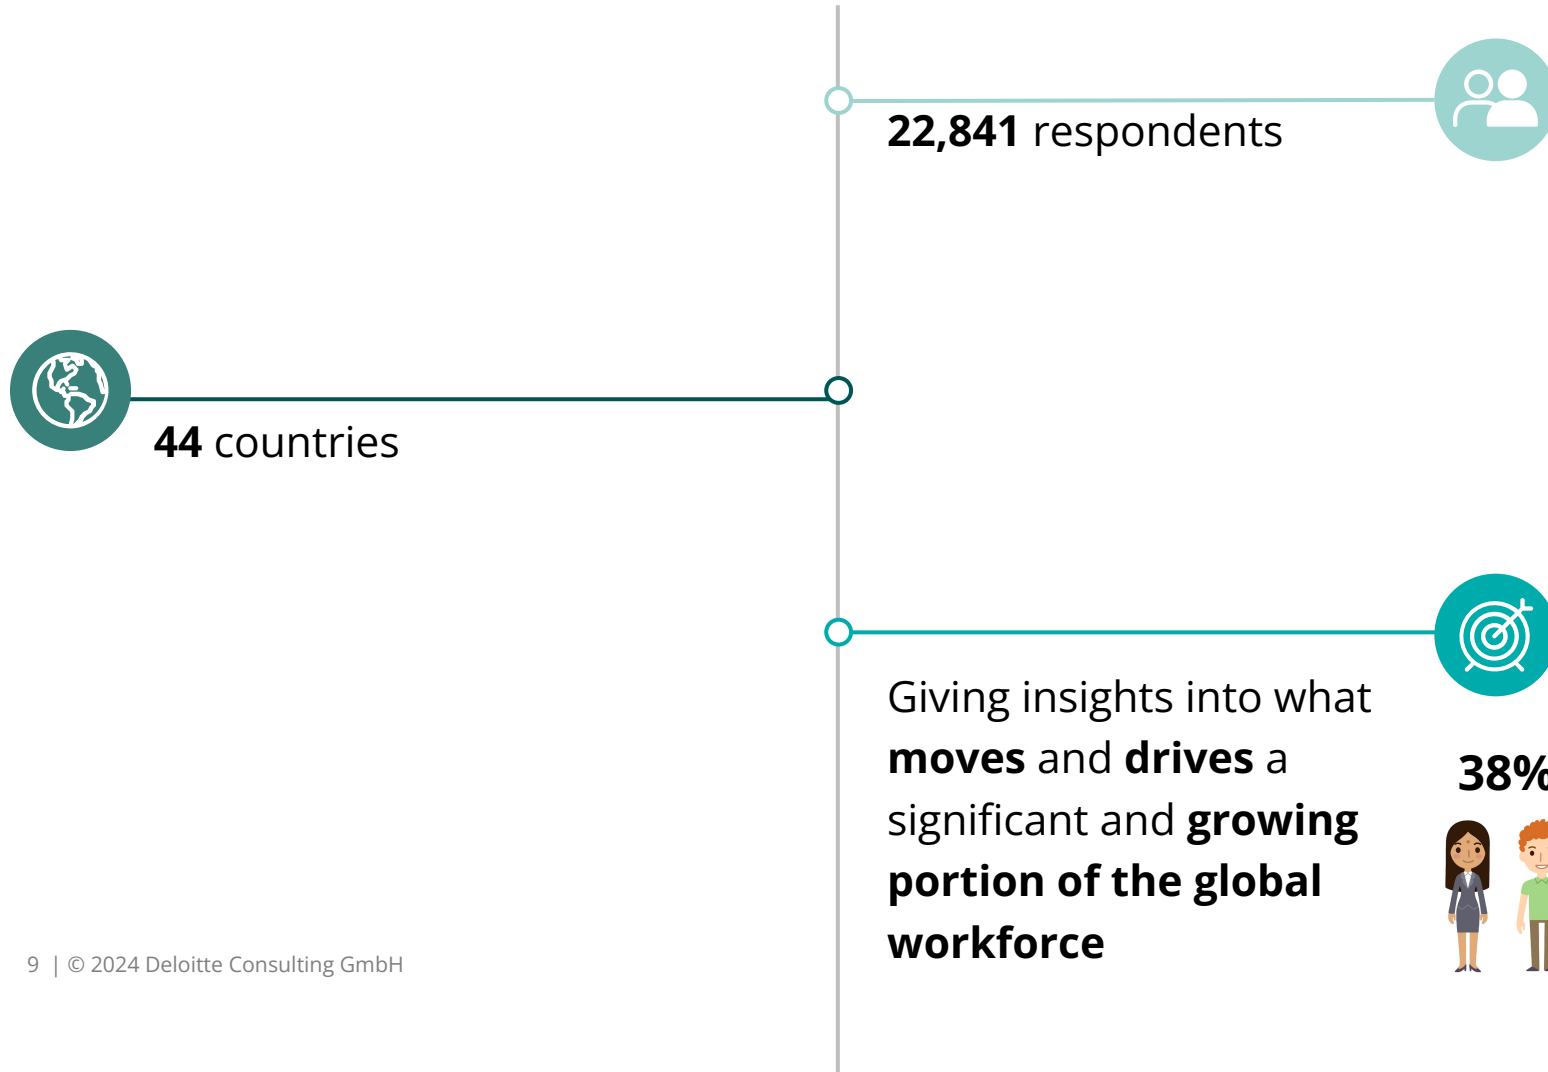 22,841 respondents
44 countries
Giving insights into what
moves and drives a
significant and growing
portion of the global
workforce
38%
9 | © 2024 Deloitte Consulting GmbH